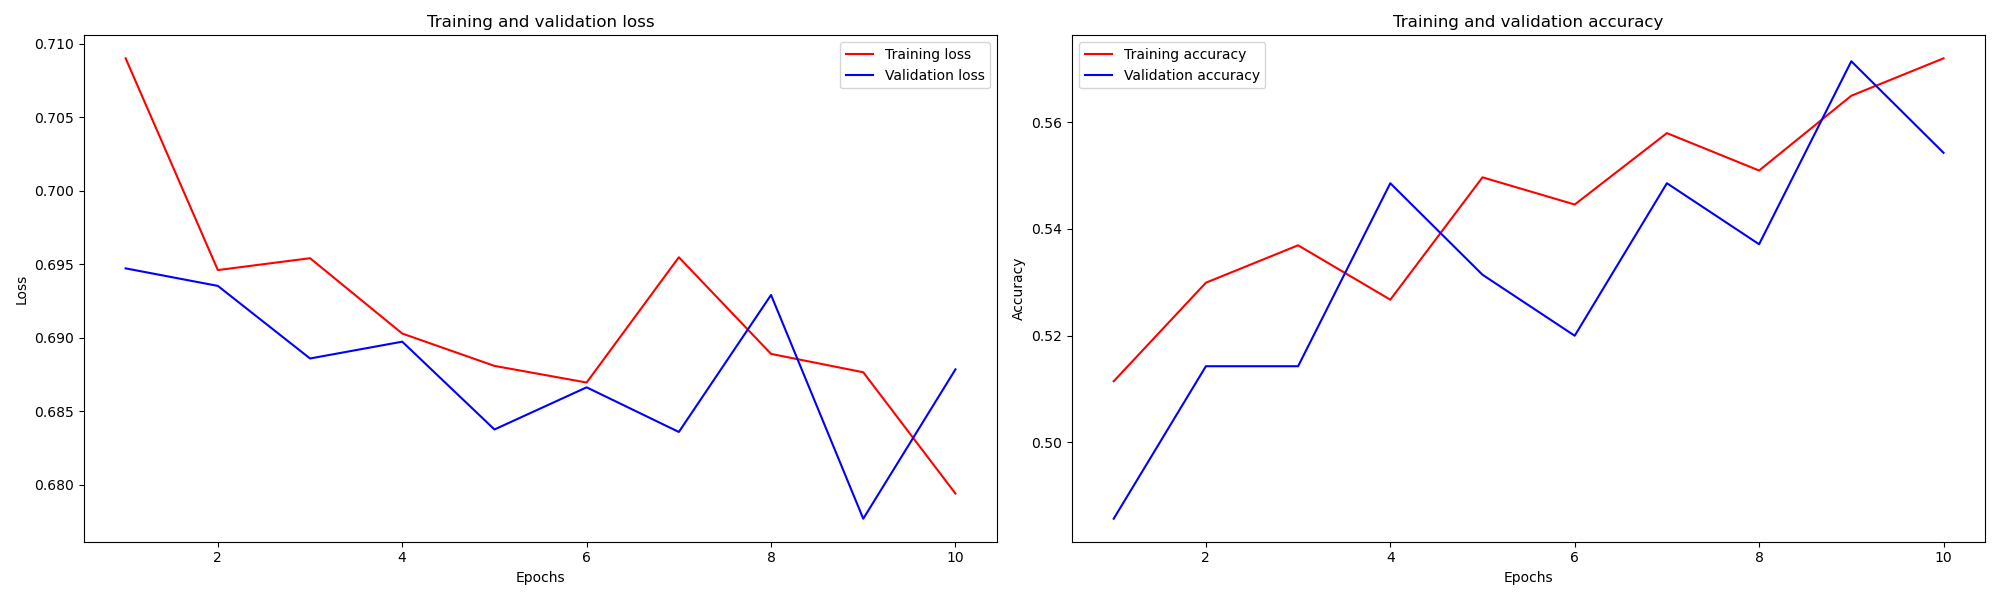 Training and validation loss
0.710
0.705
0.700
0.695
0.690
0.685
0.680
Loss
Training loss
Validation loss
2 4 6 8 10
Epochs
Training and validation accuracy
Training accuracy
Validation accuracy
0.56
0.54
0.52
0.50
Accuracy
2 4 6 8 10
Epochs